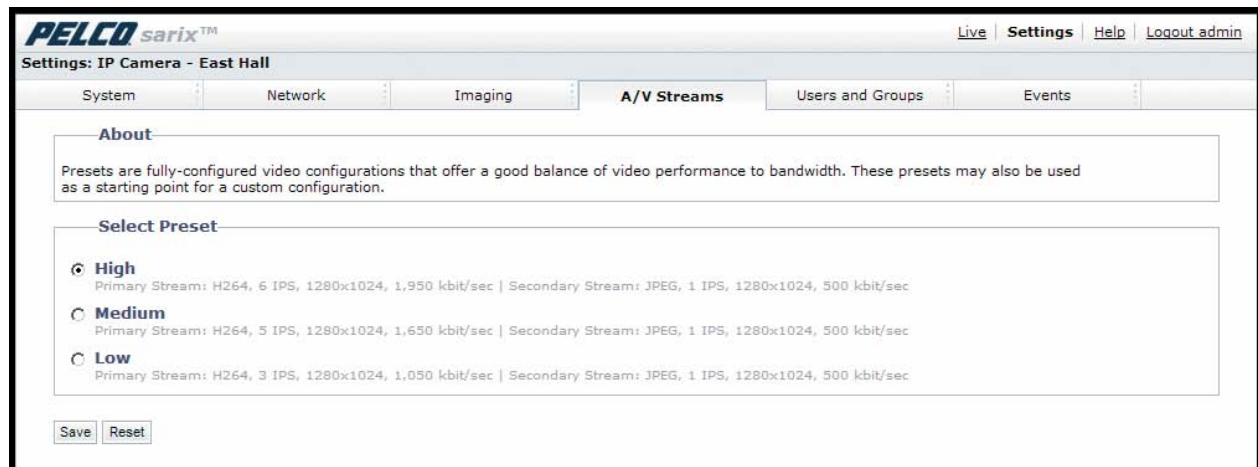 PELCO sarix™
Live | Settings | Help | Logout admin
Settings: IP Camera - East Hall
System Network Imaging A/V Streams Users and Groups Events
About
Presets are fully-configured video configurations that offer a good balance of video performance to bandwidth. These presets may also be used
as a starting point for a custom configuration.
Select Preset
High
Primary Stream: H264, 6 IPS, 1280x1024, 1,950 kbit/sec | Secondary Stream: JPEG, 1 IPS, 1280x1024, 500 kbit/sec
Medium
Primary Stream: H264, 5 IPS, 1280x1024, 1,650 kbit/sec | Secondary Stream: JPEG, 1 IPS, 1280x1024, 500 kbit/sec
Low
Primary Stream: H264, 3 IPS, 1280x1024, 1,050 kbit/sec | Secondary Stream: JPEG, 1 IPS, 1280x1024, 500 kbit/sec
Save Reset